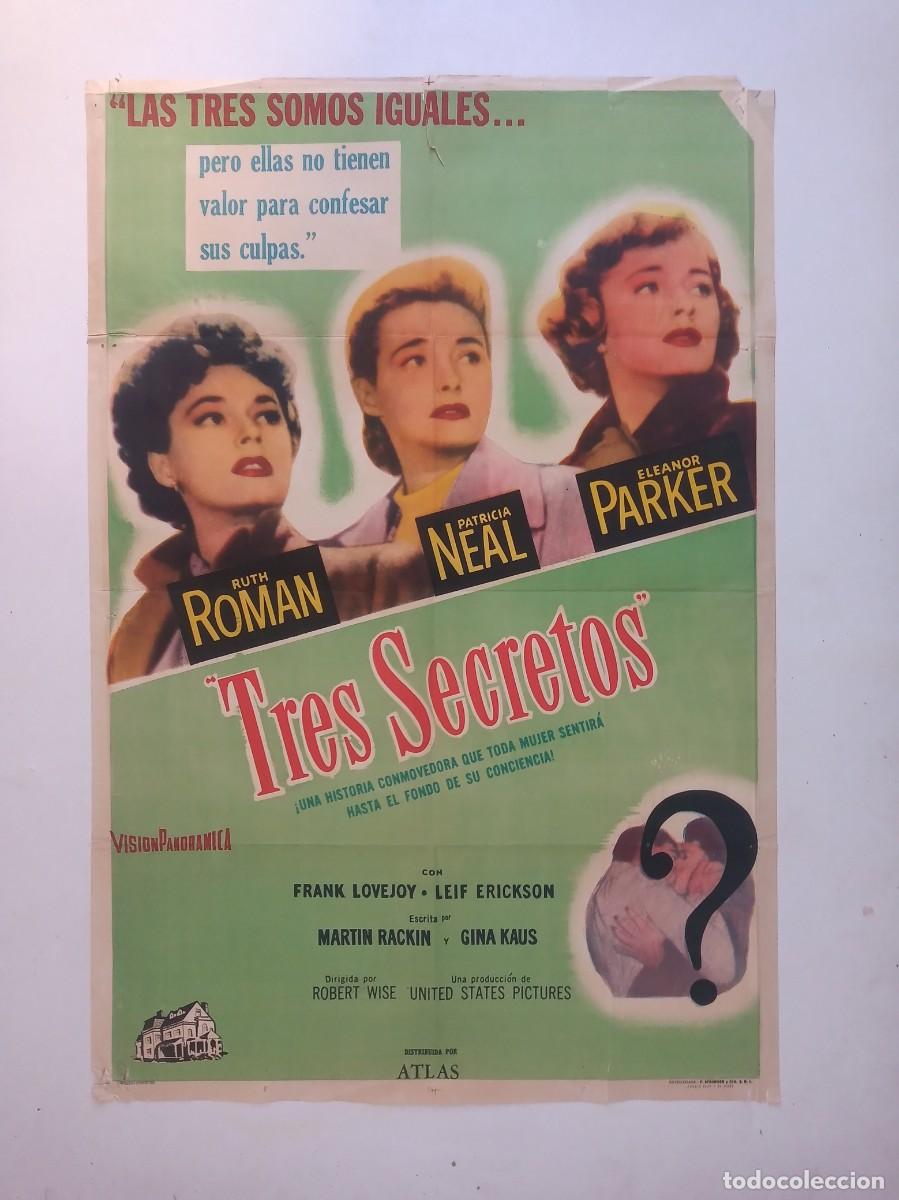 "LAS TRES SOMOS IGUALES...
pero ellas no tienen
valor para confesar
sus culpas."
RUTH
ROMAN
PATRICIA
NEAL
ELEANOR
PARKER
"Tres Secretos"
¡UNA HISTORIA CONMOVEDORA QUE TODA MUJER SENTIRÁ
HASTA EL FONDO DE SU CONCIENCIA!
VISIONPANORAMICA
?
CON
FRANK LOVEJOY • LEIF ERICKSON
Escrita por
MARTIN RACKIN Y GINA KAUS
Dirigida por
ROBERT WISE
Una producción de
UNITED STATES PICTURES
DISTRIBUIDA POR
ATLAS
todocoleccion